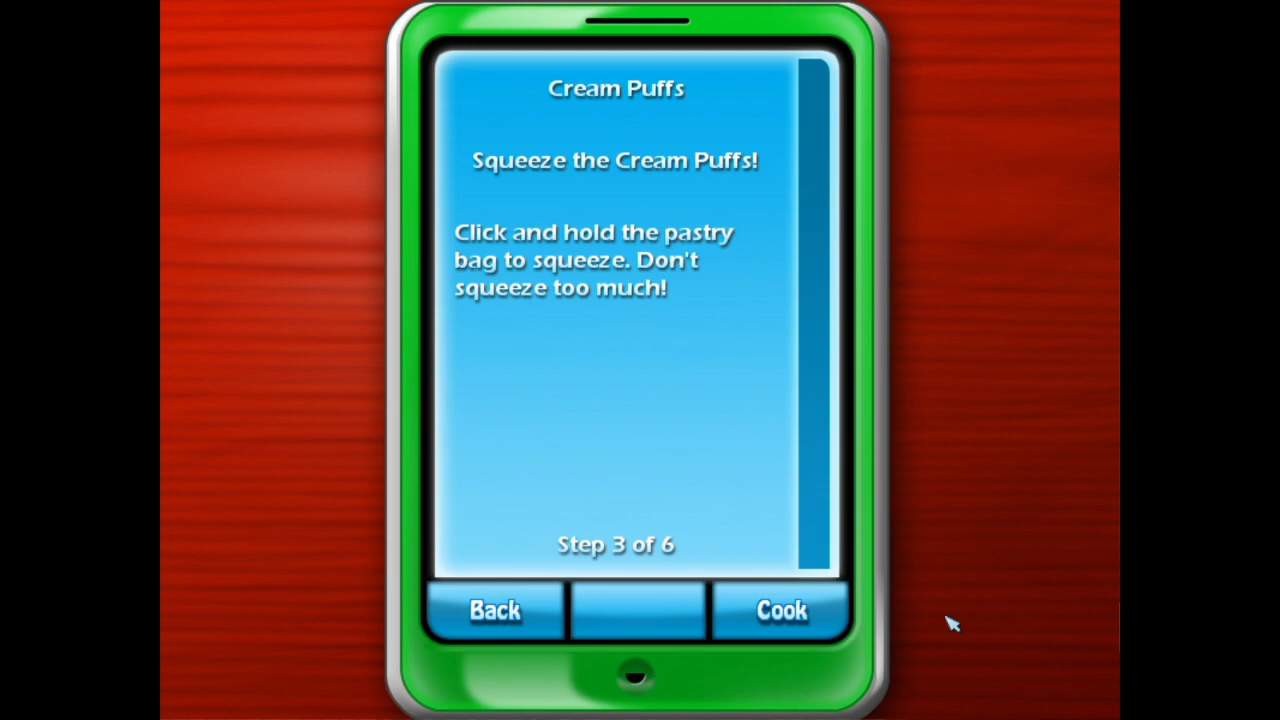 Cream Puffs
Squeeze the Cream Puffs!
Click and hold the pastry
bag to squeeze. Don't
squeeze too much!
Step 3 of 6
Back
Cook